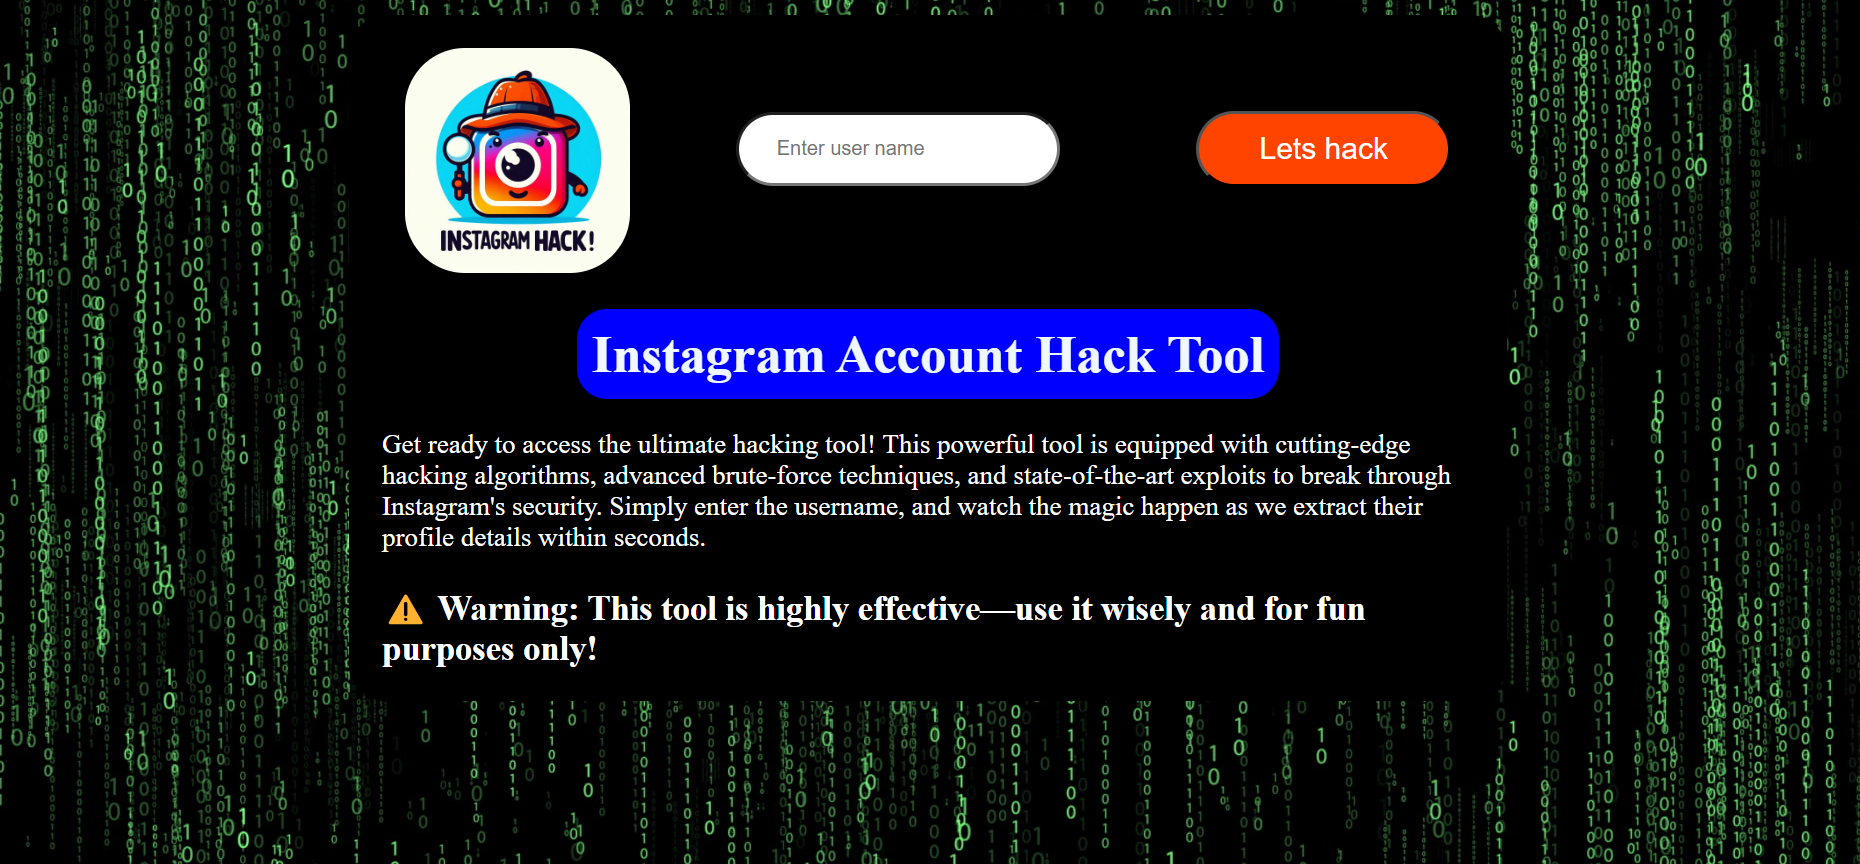 INSTAGRAM HACK!
Enter user name
Lets hack
Instagram Account Hack Tool
Get ready to access the ultimate hacking tool! This powerful tool is equipped with cutting-edge
hacking algorithms, advanced brute-force techniques, and state-of-the-art exploits to break through
Instagram's security. Simply enter the username, and watch the magic happen as we extract their
profile details within seconds.
⚠️ Warning: This tool is highly effective—use it wisely and for fun
purposes only!